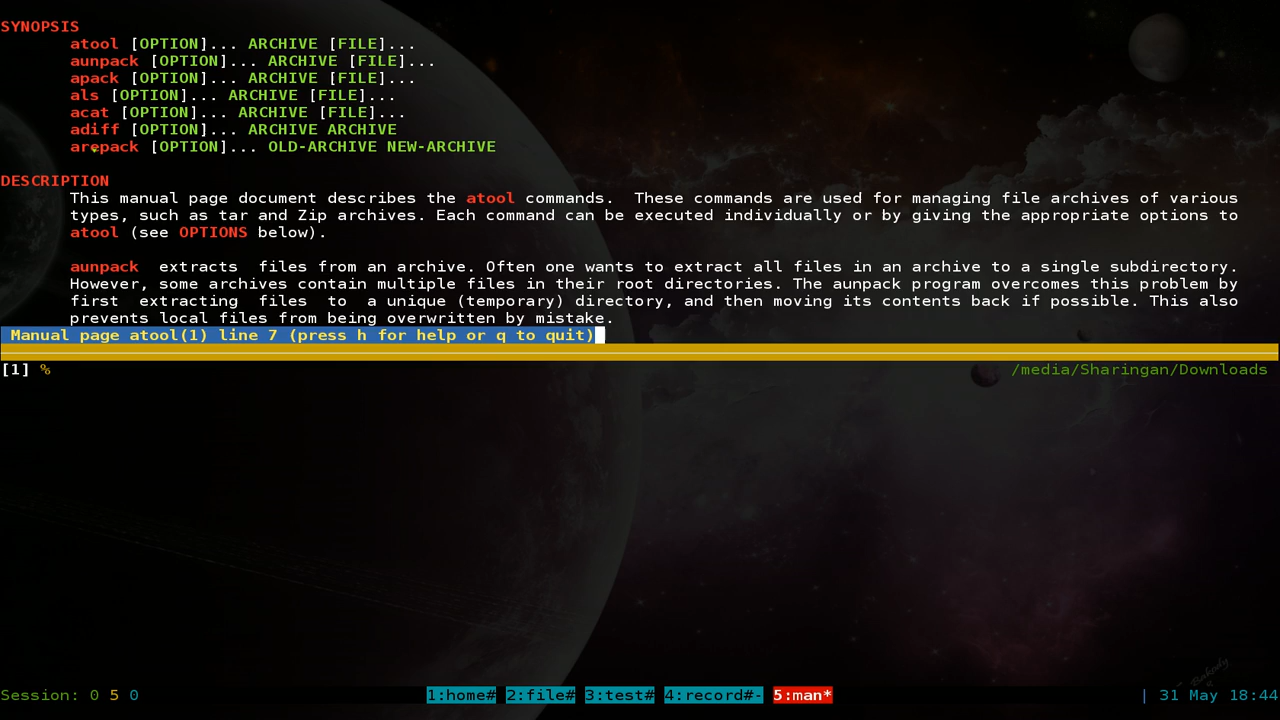 SYNOPSIS
atool [OPTION]... ARCHIVE [FILE]...
aunpack [OPTION]... ARCHIVE [FILE]...
apack [OPTION]... ARCHIVE [FILE]...
als [OPTION]... ARCHIVE [FILE]...
acat [OPTION]... ARCHIVE [FILE]...
adiff [OPTION]... ARCHIVE ARCHIVE
arepack [OPTION]... OLD-ARCHIVE NEW-ARCHIVE
DESCRIPTION
This manual page document describes the atool commands.  These commands are used for managing file archives of various
types, such as tar and Zip archives. Each command can be executed individually or by giving the appropriate options to
atool (see OPTIONS below).
aunpack  extracts  files from an archive. Often one wants to extract all files in an archive to a single subdirectory.
However, some archives contain multiple files in their root directories. The aunpack program overcomes this problem by
first  extracting  files  to  a unique (temporary) directory, and then moving its contents back if possible. This also
prevents local files from being overwritten by mistake.
Manual page atool(1) line 7 (press h for help or q to quit)
[1] % /media/Sharingan/Downloads
Session: 0 5 0 1:home# 2:file# 3:test# 4:record#- 5:man* | 31 May 18:44